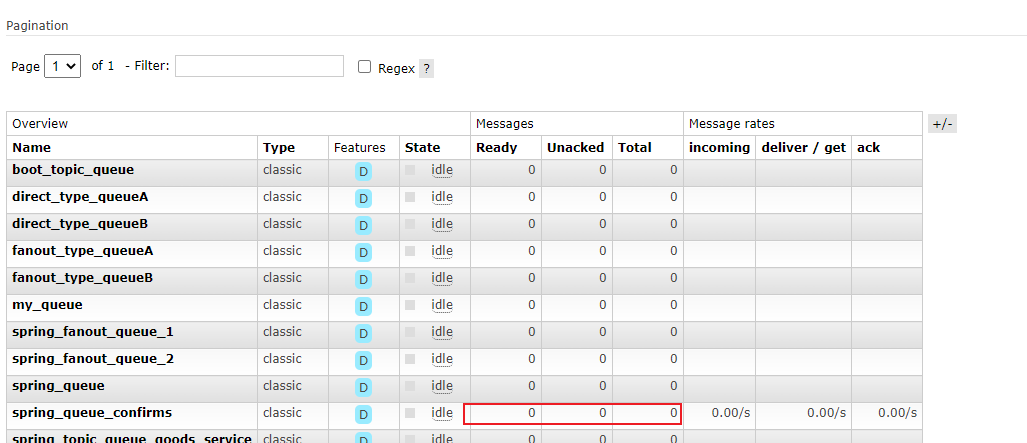 Pagination
Page 1 of 1 - Filter: Regex ?
Overview Messages Message rates +/-
Name Type Features State Ready Unacked Total incoming deliver / get ack
boot_topic_queue classic D idle 0 0 0
direct_type_queueA classic D idle 0 0 0
direct_type_queueB classic D idle 0 0 0
fanout_type_queueA classic D idle 0 0 0
fanout_type_queueB classic D idle 0 0 0
my_queue classic D idle 0 0 0
spring_fanout_queue_1 classic D idle 0 0 0
spring_fanout_queue_2 classic D idle 0 0 0
spring_queue classic D idle 0 0 0
spring_queue_confirms classic D idle 0 0 0 0.00/s 0.00/s 0.00/s
spring_topic_queue_goods_service classic D idle 0 0 0